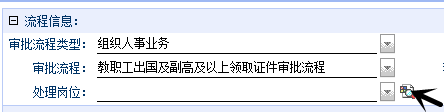 流程信息：
审批流程类型： 组织人事业务
审批流程： 教职工出国及副高及以上领取证件审批流程
处理岗位：